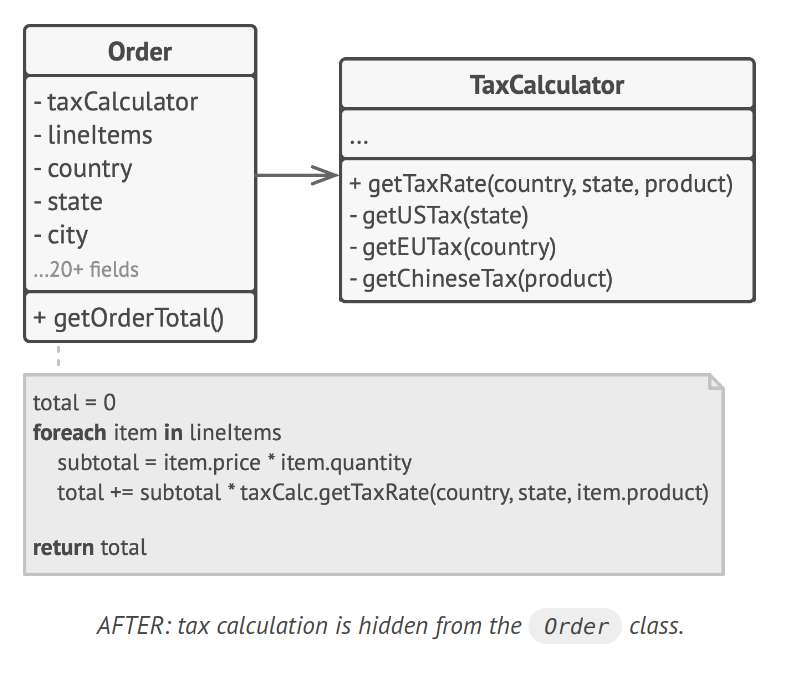 Order
- taxCalculator
- lineItems
- country
- state
- city
...20+ fields
+ getOrderTotal()
TaxCalculator
...
+ getTaxRate(country, state, product)
- getUSTax(state)
- getEUTax(country)
- getChineseTax(product)
total = 0
foreach item in lineItems
subtotal = item.price * item.quantity
total += subtotal * taxCalc.getTaxRate(country, state, item.product)
return total
AFTER: tax calculation is hidden from the Order class.